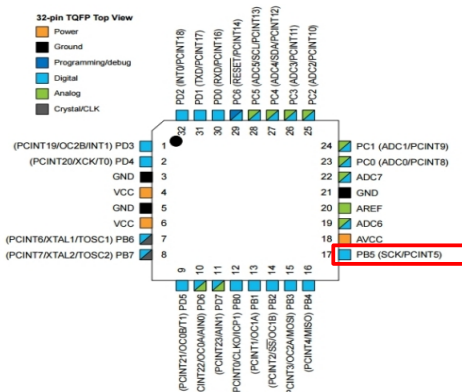 32-pin TQFP Top View
Power
Ground
Programming/debug
Digital
Analog
Crystal/CLK
PD2 (INT0/PCINT18)
PD1 (TXD/PCINT17)
PD0 (RXD/PCINT16)
PC6 (RESET/PCINT14)
PC5 (ADC5/SCL/PCINT13)
PC4 (ADC4/SDA/PCINT12)
PC3 (ADC3/PCINT11)
PC2 (ADC2/PCINT10)
32 31 30 29 28 27 26 25
(PCINT19/OC2B/INT1) PD3 1
(PCINT20/XCK/T0) PD4 2
GND 3
VCC 4
GND 5
VCC 6
(PCINT6/XTAL1/TOSC1) PB6 7
(PCINT7/XTAL2/TOSC2) PB7 8
24 PC1 (ADC1/PCINT9)
23 PC0 (ADC0/PCINT8)
22 ADC7
21 GND
20 AREF
19 ADC6
18 AVCC
17 PB5 (SCK/PCINT5)
9 10 11 12 13 14 15 16
(PCINT21/OC0B/T1) PD5
PCINT22/OC0A/AIN0) PD6
(PCINT23/AIN1) PD7
(PCINT0/CLKO/ICP1) PB0
(PCINT1/OC1A) PB1
(PCINT2/SS/OC1B) PB2
PCINT3/OC2A/MOSI) PB3
(PCINT4/MISO) PB4